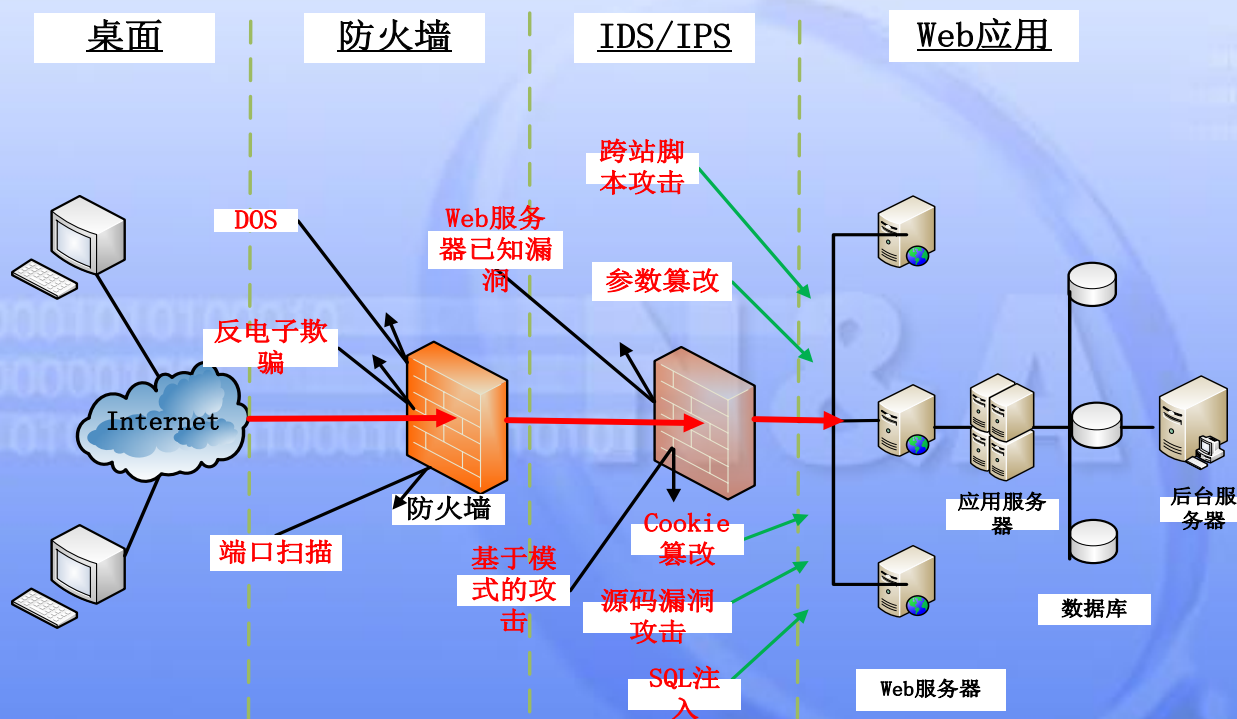 桌面
防火墙
IDS/IPS
Web应用
跨站脚
本攻击
DOS
Web服务
器已知漏
洞
参数篡改
反电子欺
骗
Internet
防火墙
端口扫描
基于模
式的攻
击
Cookie
篡改
源码漏洞
攻击
SQL注
入
应用服务
器
后台服
务器
数据库
Web服务器
N&A